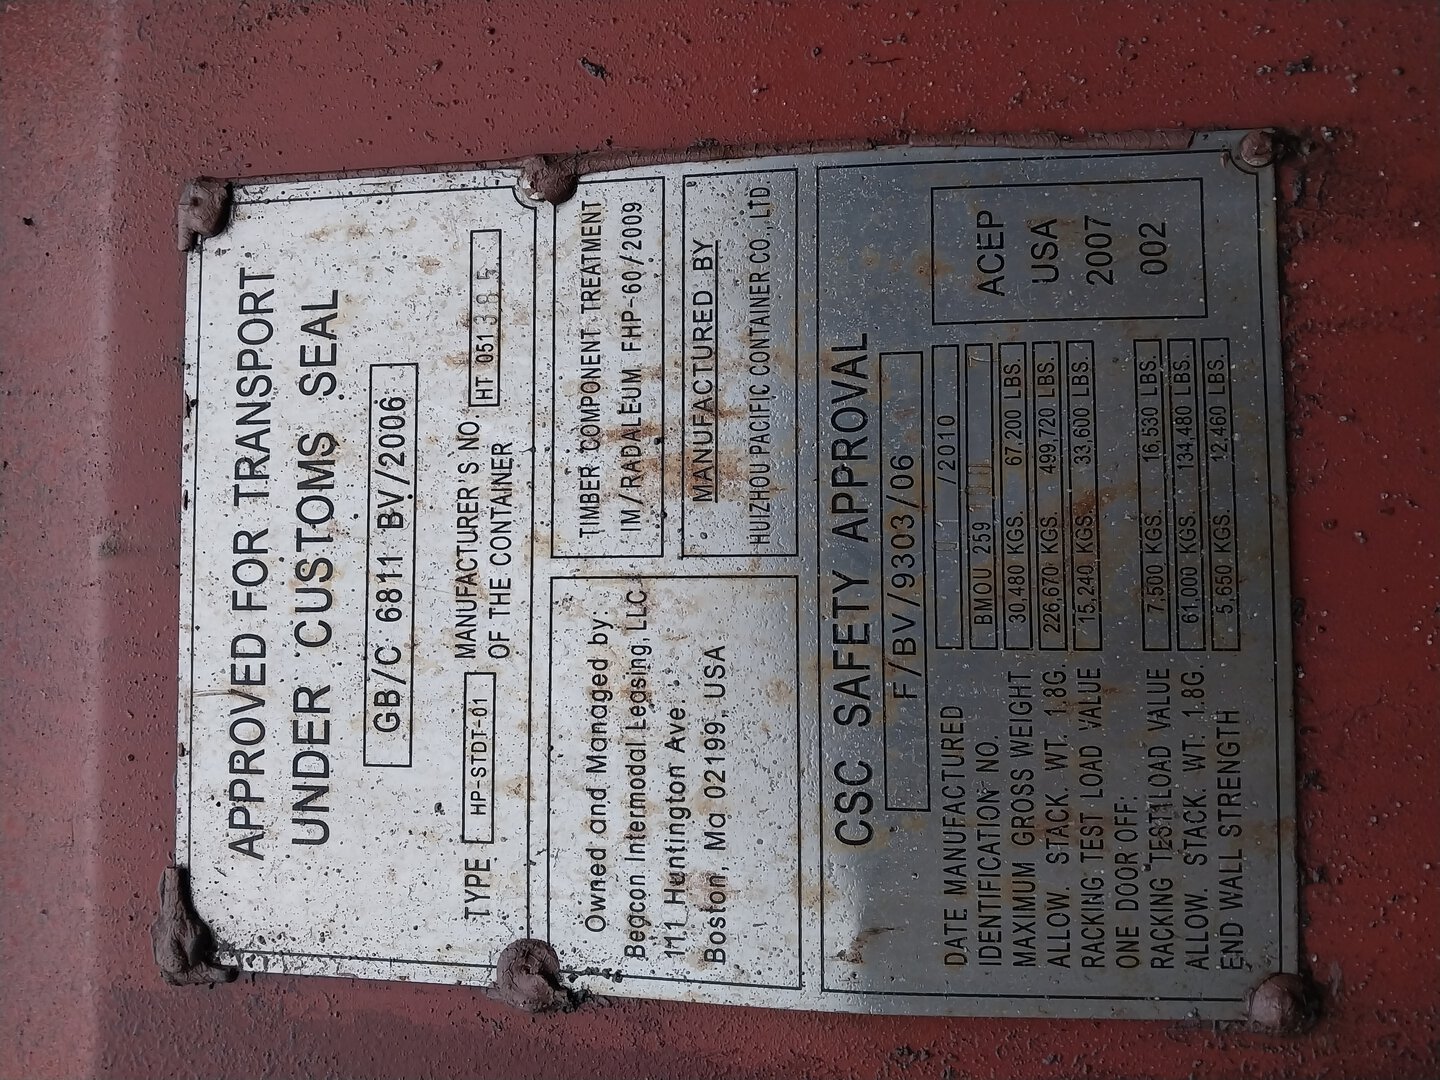 APPROVED FOR TRANSPORT
UNDER CUSTOMS SEAL
GB/C 6811 BV/2006
TYPE HP-STDT-01 MANUFACTURER'S NO. HT 051385
OF THE CONTAINER
Owned and Managed by
Beacon Intermodal Leasing, LLC
111 Huntington Ave
Boston, Ma 02199, USA
TIMBER COMPONENT TREATMENT
IM/RADALEUM FHP-60/2009
MANUFACTURED BY
HUIZHOU PACIFIC CONTAINER CO., LTD
CSC SAFETY APPROVAL
F/BV/9303/06
DATE MANUFACTURED /2010
IDENTIFICATION NO. BMOU 259
MAXIMUM GROSS WEIGHT 30,480 KGS. 67,200 LBS.
ALLOW. STACK. WT. 1.8G. 226,670 KGS. 499,720 LBS.
RACKING TEST LOAD VALUE 15,240 KGS. 33,600 LBS.
ONE DOOR OFF.
RACKING TEST LOAD VALUE 7,500 KGS. 16,530 LBS.
ALLOW. STACK. WT. 1.8G. 61,000 KGS. 134,480 LBS.
END WALL STRENGTH 5,650 KGS. 12,460 LBS.
ACEP
USA
2007
002